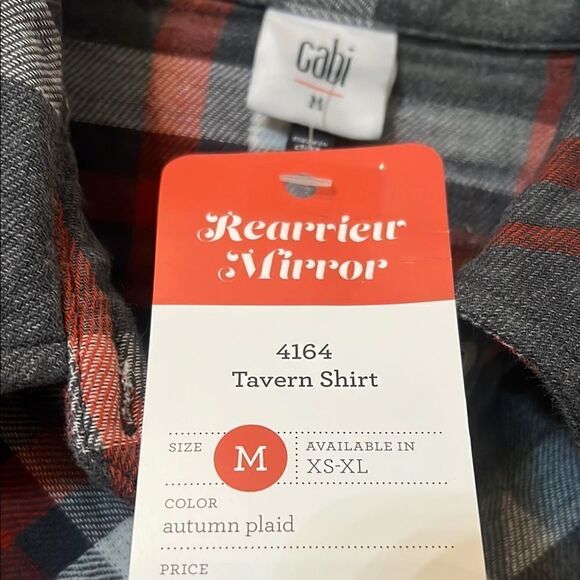 cabi
M
Rearview
Mirror
4164
Tavern Shirt
SIZE
M
AVAILABLE IN
XS-XL
COLOR
autumn plaid
PRICE